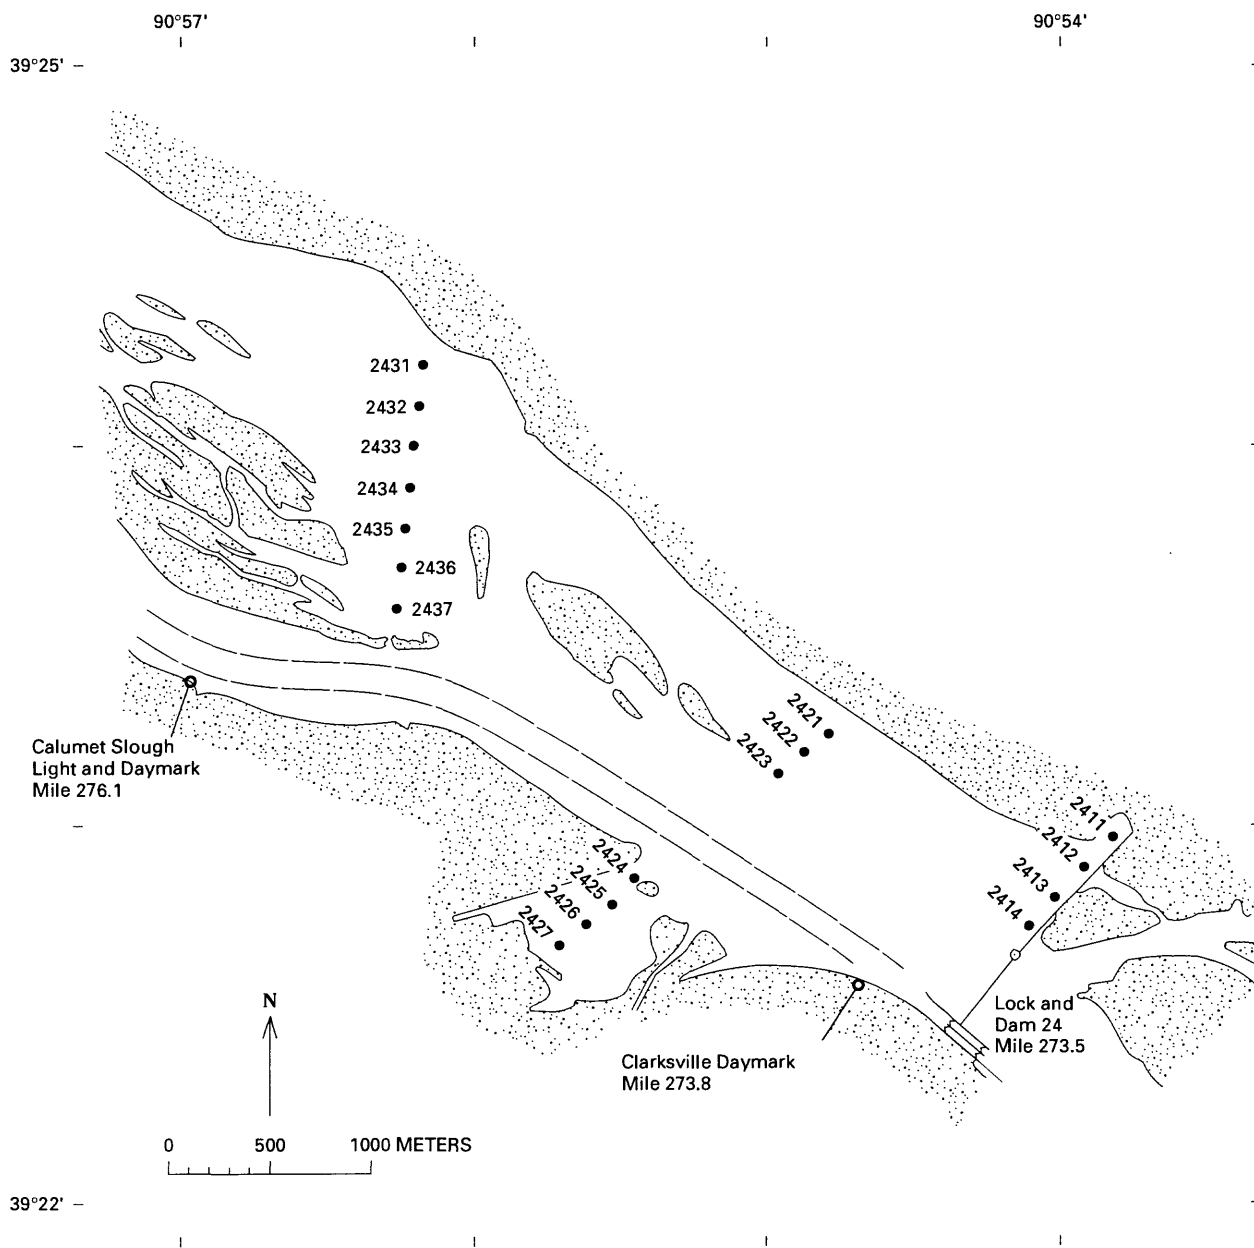 90°57'
90°54'
39°25'
2431
2432
2433
2434
2435
2436
2437
2421
2422
2423
Calumet Slough
Light and Daymark
Mile 276.1
2411
2412
2413
2414
2424
2425
2426
2427
N
Lock and
Dam 24
Mile 273.5
Clarksville Daymark
Mile 273.8
0 500 1000 METERS
39°22'